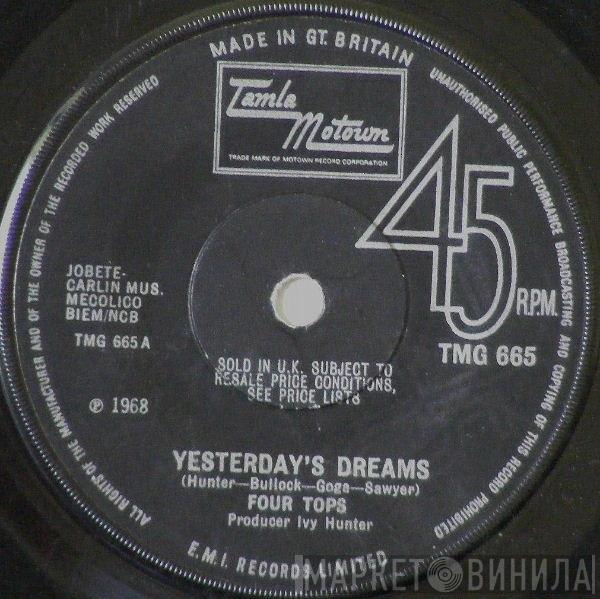 MADE IN GT. BRITAIN
UNAUTHORISED PUBLIC PERFORMANCE BROADCASTING AND COPYING OF THIS RECORD PROHIBITED
ALL RIGHTS OF THE MANUFACTURER AND OF THE OWNER OF THE RECORDED WORK RESERVED
Tamla
Motown
TRADE MARK OF MOTOWN RECORD CORPORATION
45
R.P.M.
JOBETE-
CARLIN MUS.
MECOLICO
BIEM/NCB
TMG 665 A
TMG 665
SOLD IN U.K. SUBJECT TO
RESALE PRICE CONDITIONS,
SEE PRICE LISTS
℗ 1968
YESTERDAY'S DREAMS
(Hunter—Bullock—Goga—Sawyer)
FOUR TOPS
Producer Ivy Hunter
E.M.I. RECORDS LIMITED
МАРКЕТ ВИНИЛА